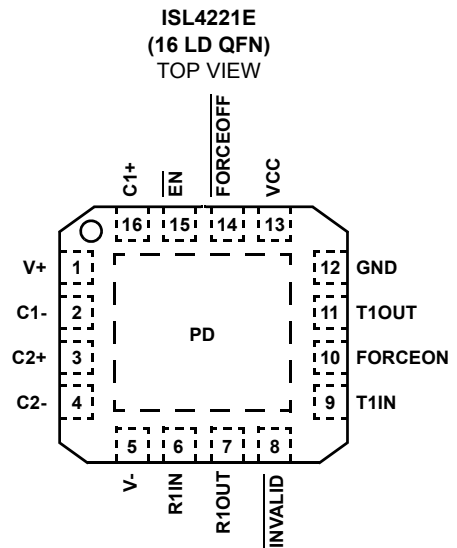 ISL4221E
(16 LD QFN)
TOP VIEW
C1+
EN
FORCEOFF
VCC
16
15
14
13
V+
1
12
GND
C1-
2
11
T1OUT
C2+
3
PD
10
FORCEON
C2-
4
9
T1IN
5
6
7
8
V-
R1IN
R1OUT
INVALID